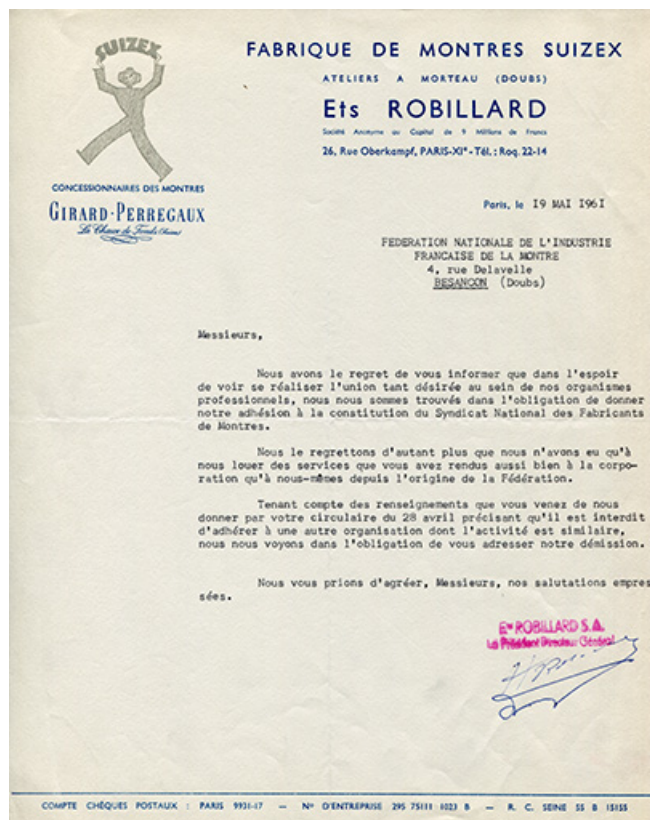 SUIZEX
FABRIQUE DE MONTRES SUIZEX
ATELIERS A MORTEAU (DOUBS)
Ets ROBILLARD
Société Anonyme au Capital de 9 Millions de Francs
26, Rue Oberkampf, PARIS-XIe - Tél. : Roq. 22-14
CONCESSIONNAIRES DES MONTRES
GIRARD-PERREGAUX
La Chaux de Fonds (Suisse)
Paris, le 19 MAI 1961
FEDERATION NATIONALE DE L'INDUSTRIE
FRANCAISE DE LA MONTRE
4, rue Delavelle
BESANCON (Doubs)
Messieurs,
Nous avons le regret de vous informer que dans l'espoir
de voir se réaliser l'union tant désirée au sein de nos organismes
professionnels, nous nous sommes trouvés dans l'obligation de donner
notre adhésion à la constitution du Syndicat National des Fabricants
de Montres.
Nous le regrettons d'autant plus que nous n'avons eu qu'à
nous louer des services que vous avez rendus aussi bien à la corpo-
ration qu'à nous-mêmes depuis l'origine de la Fédération.
Tenant compte des renseignements que vous venez de nous
donner par votre circulaire du 28 avril précisant qu'il est interdit
d'adhérer à une autre organisation dont l'activité est similaire,
nous nous voyons dans l'obligation de vous adresser notre démission.
Nous vous prions d'agréer, Messieurs, nos salutations empres
sées.
Ets ROBILLARD S.A.
Le Président Directeur Général
COMPTE CHÈQUES POSTAUX : PARIS 9931-17 — N° D'ENTREPRISE 295 75111 1023 B — R. C. SEINE 55 B 15155